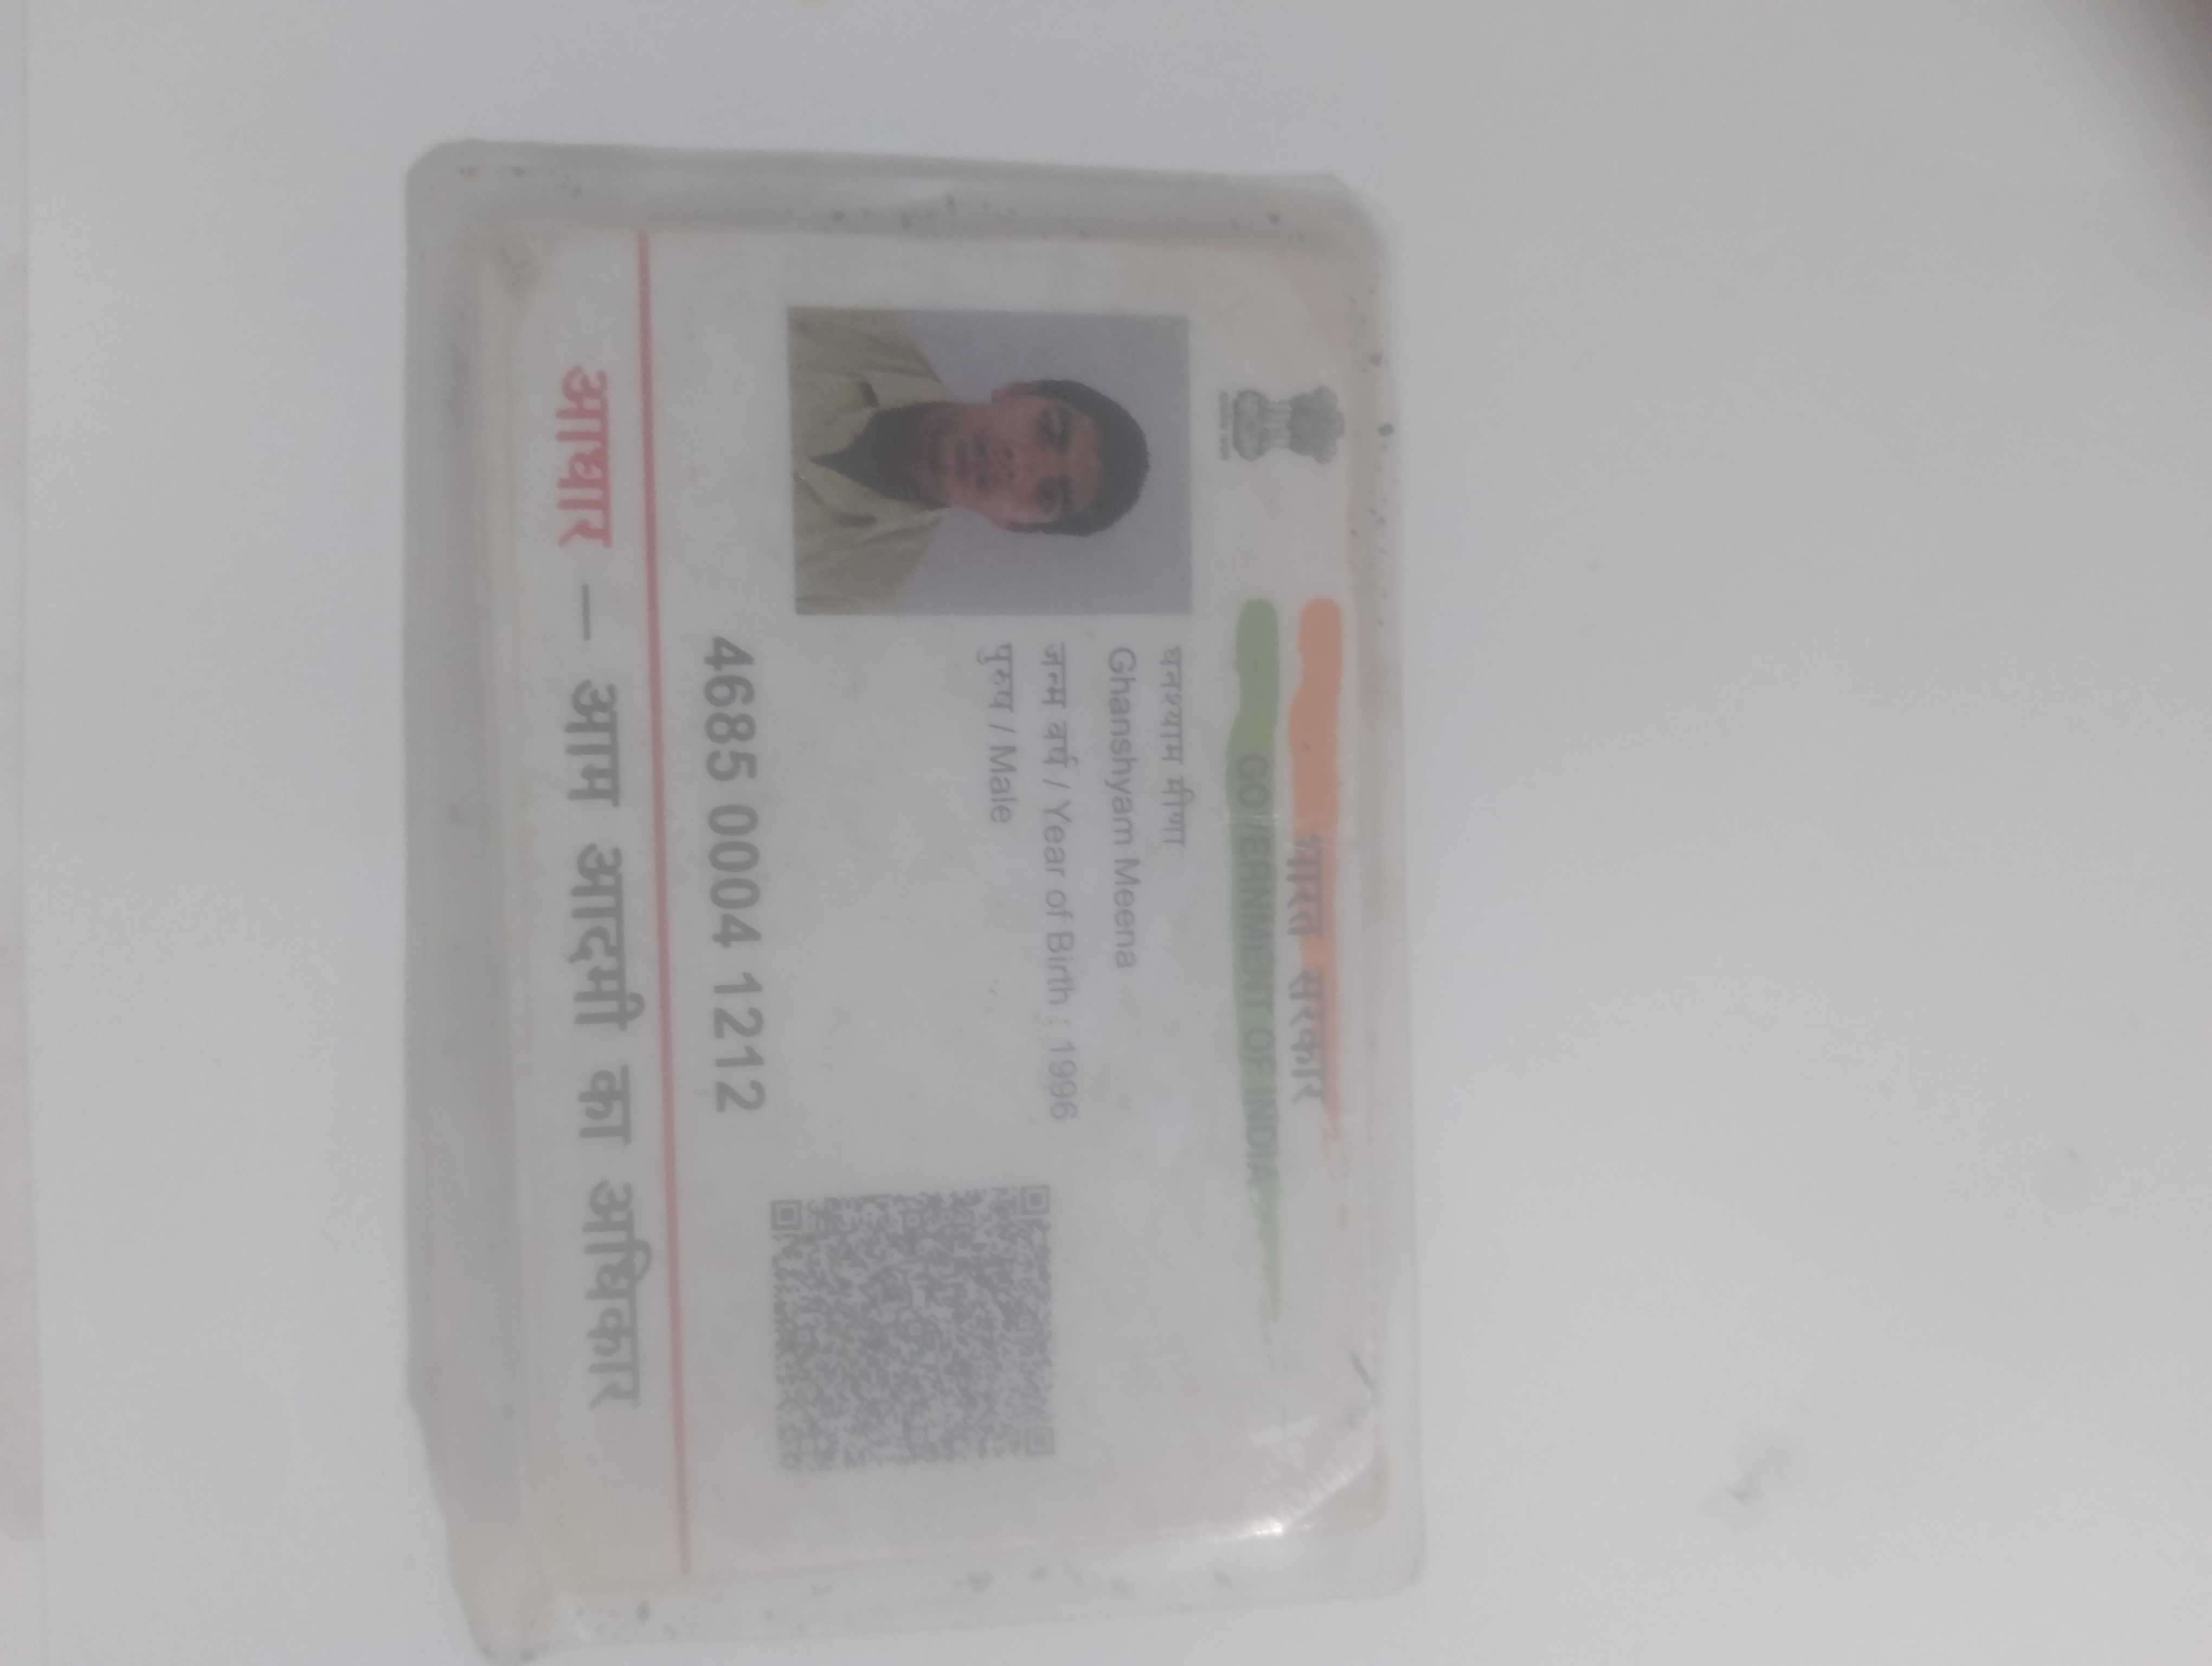 भारत सरकार
GOVERNMENT OF INDIA
घनश्याम मीणा
Ghanshyam Meena
जन्म वर्ष / Year of Birth : 1996
पुरुष / Male
4685 0004 1212
आधार — आम आदमी का अधिकार